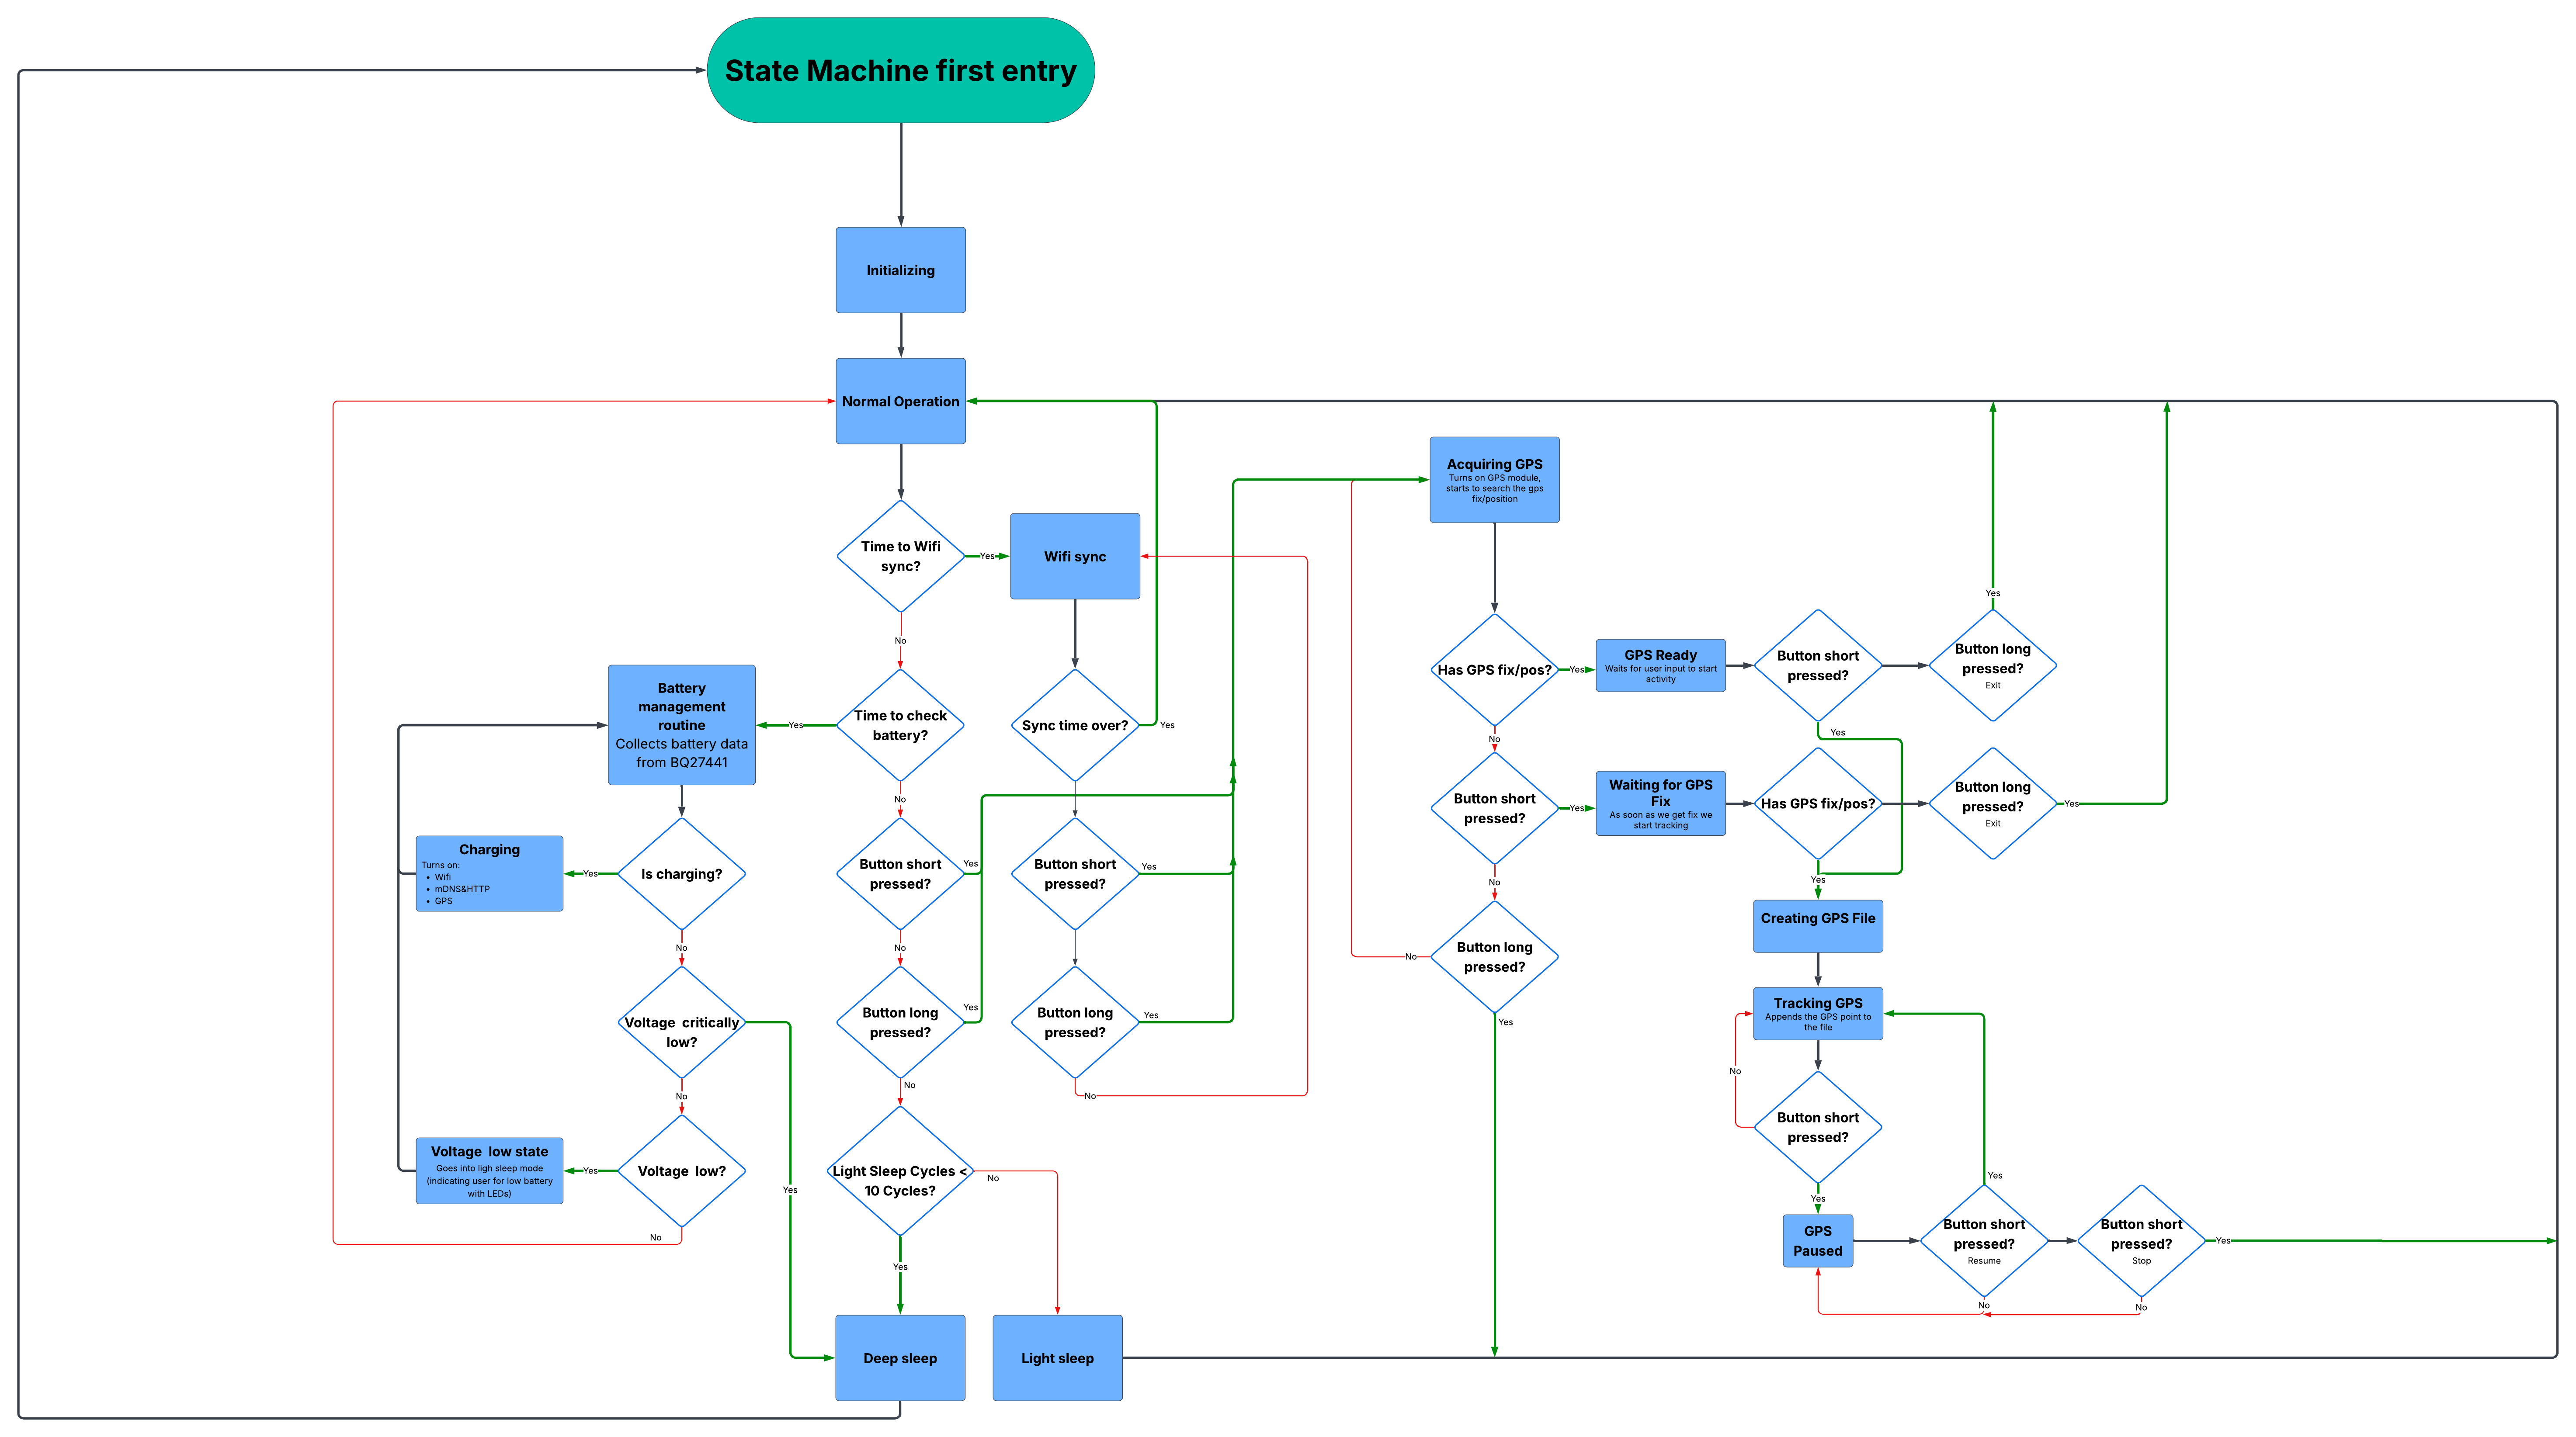 State Machine first entry
Initializing
Normal Operation
Time to Wifi
sync?
Yes
No
Wifi sync
Time to check
battery?
Yes
No
Sync time over?
Yes
Battery
management
routine
Collects battery data
from BQ27441
Is charging?
Yes
No
Charging
Turns on:
• Wifi
• mDNS&HTTP
• GPS
Voltage critically
low?
Yes
No
Voltage low?
Yes
No
Voltage low state
Goes into ligh sleep mode
(indicating user for low battery
with LEDs)
Button short
pressed?
Yes
No
Button long
pressed?
Yes
No
Light Sleep Cycles <
10 Cycles?
No
Yes
Deep sleep
Light sleep
Button short
pressed?
Yes
Button long
pressed?
Yes
No
Acquiring GPS
Turns on GPS module,
starts to search the gps
fix/position
Has GPS fix/pos?
Yes
No
Button short
pressed?
Yes
No
Button long
pressed?
No
Yes
GPS Ready
Waits for user input to start
activity
Button short
pressed?
Yes
Button long
pressed?
Exit
Yes
Waiting for GPS
Fix
As soon as we get fix we
start tracking
Has GPS fix/pos?
Yes
Button long
pressed?
Exit
Yes
Creating GPS File
Tracking GPS
Appends the GPS point to
the file
Button short
pressed?
No
Yes
GPS
Paused
Button short
pressed?
Resume
Yes
No
Button short
pressed?
Stop
Yes
No